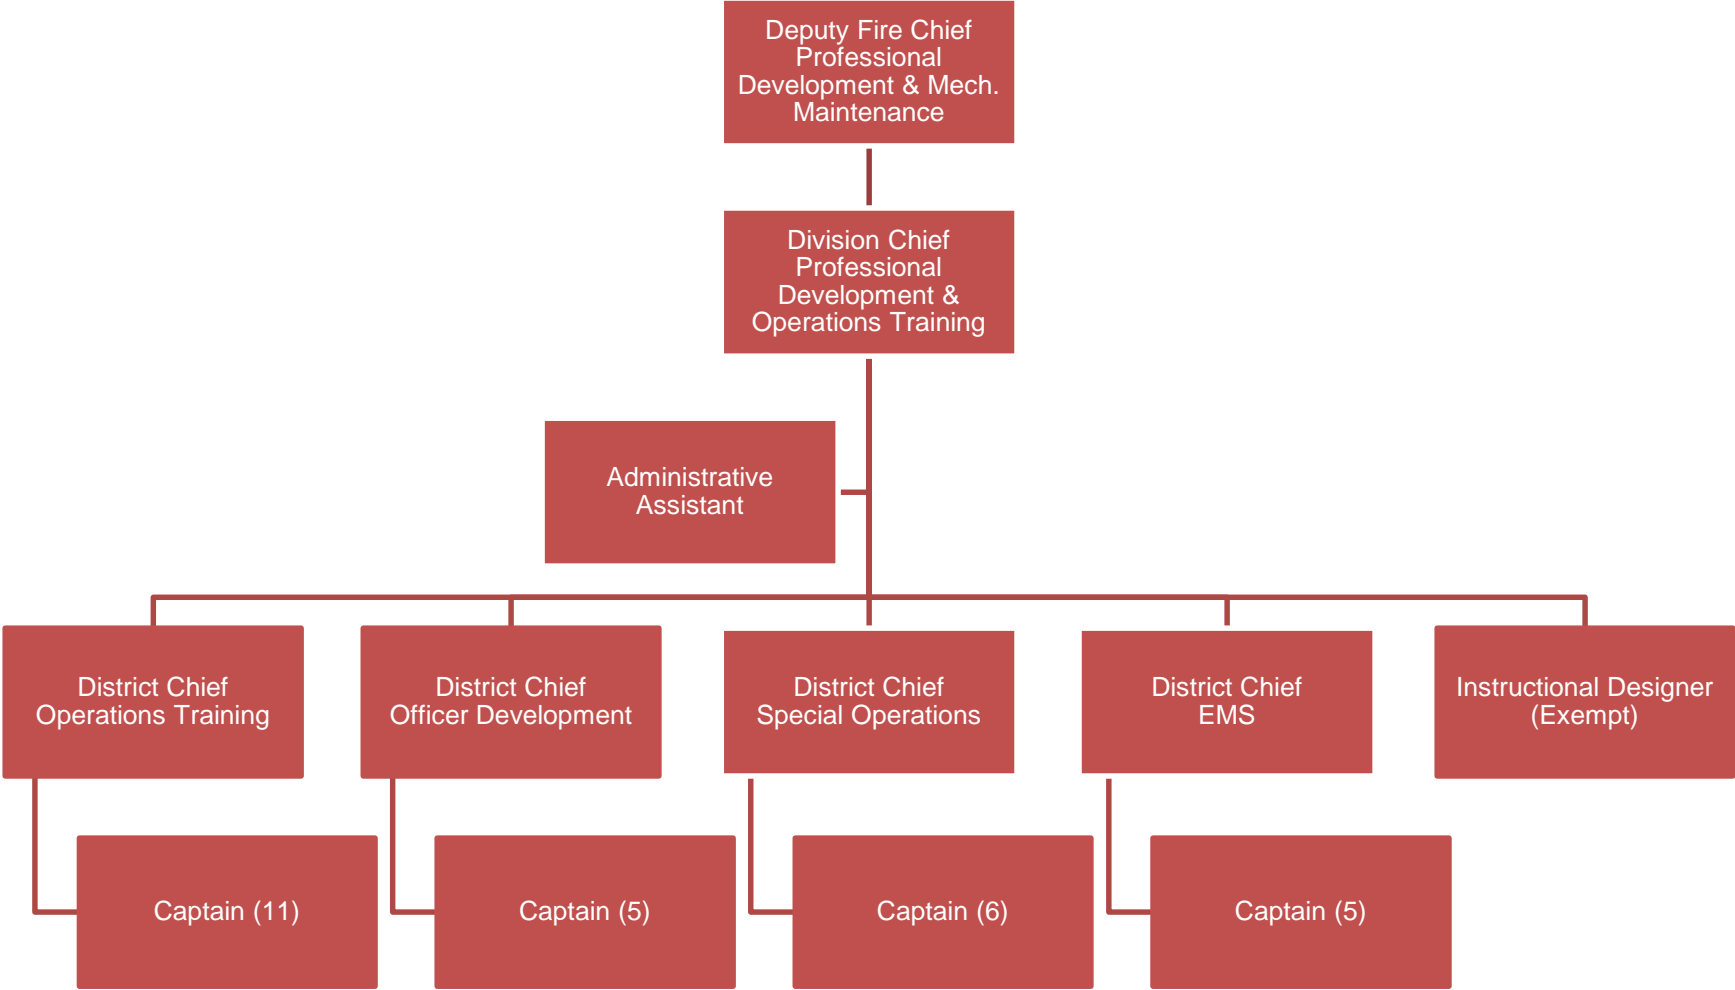 Deputy Fire Chief
Professional
Development & Mech.
Maintenance
Division Chief
Professional
Development &
Operations Training
Administrative
Assistant
District Chief
Operations Training
District Chief
Officer Development
District Chief
Special Operations
District Chief
EMS
Instructional Designer
(Exempt)
Captain (11)
Captain (5)
Captain (6)
Captain (5)